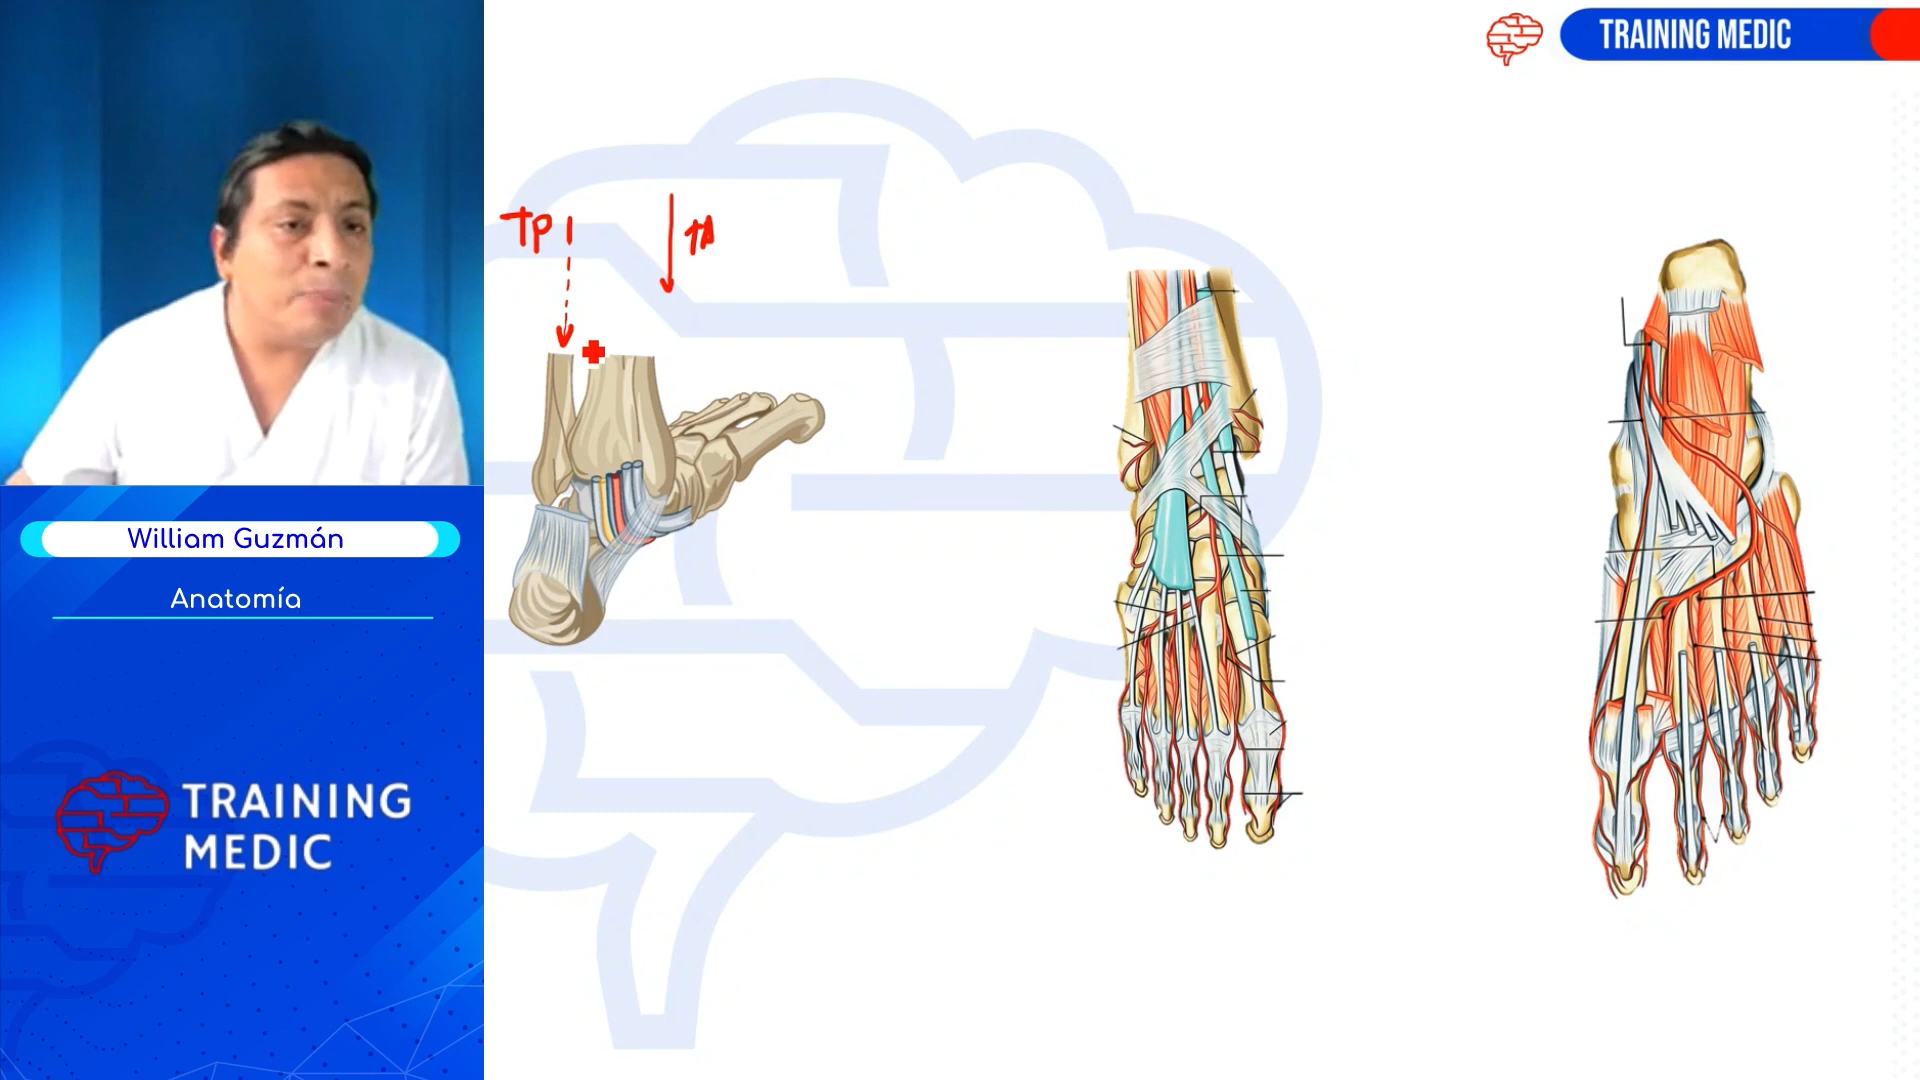 TRAINING MEDIC
TP
TA
William Guzmán
Anatomía
TRAINING
MEDIC